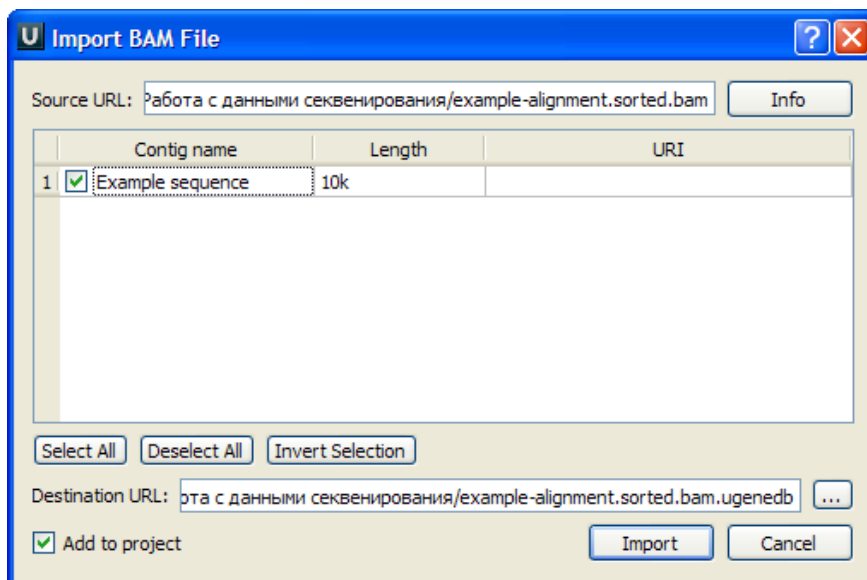 U Import BAM File ?
Source URL: Работа с данными секвенирования/example-alignment.sorted.bam Info
Contig name Length URI
1 Example sequence 10k
Select All Deselect All Invert Selection
Destination URL: ота с данными секвенирования/example-alignment.sorted.bam.ugenedb ...
Add to project Import Cancel